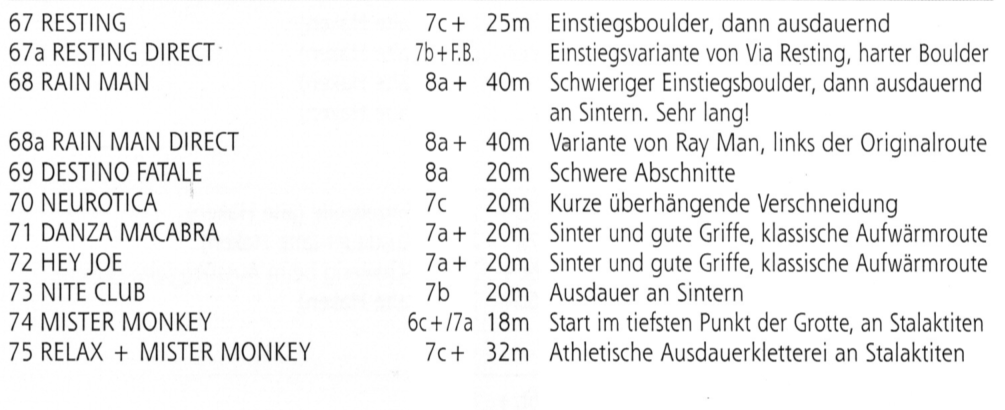 67 RESTING 7c+ 25m Einstiegsboulder, dann ausdauernd
67a RESTING DIRECT 7b+F.B. Einstiegsvariante von Via Resting, harter Boulder
68 RAIN MAN 8a+ 40m Schwieriger Einstiegsboulder, dann ausdauernd
an Sintern. Sehr lang!
68a RAIN MAN DIRECT 8a+ 40m Variante von Ray Man, links der Originalroute
69 DESTINO FATALE 8a 20m Schwere Abschnitte
70 NEUROTICA 7c 20m Kurze überhängende Verschneidung
71 DANZA MACABRA 7a+ 20m Sinter und gute Griffe, klassische Aufwärmroute
72 HEY JOE 7a+ 20m Sinter und gute Griffe, klassische Aufwärmroute
73 NITE CLUB 7b 20m Ausdauer an Sintern
74 MISTER MONKEY 6c+/7a 18m Start im tiefsten Punkt der Grotte, an Stalaktiten
75 RELAX + MISTER MONKEY 7c+ 32m Athletische Ausdauerkletterei an Stalaktiten